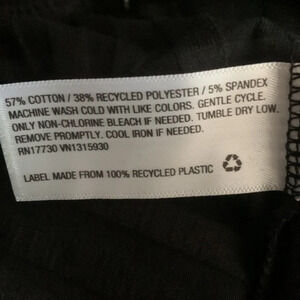 57% COTTON / 38% RECYCLED POLYESTER / 5% SPANDEX
MACHINE WASH COLD WITH LIKE COLORS. GENTLE CYCLE.
ONLY NON-CHLORINE BLEACH IF NEEDED. TUMBLE DRY LOW.
REMOVE PROMPTLY. COOL IRON IF NEEDED.
RN17730 VN1315930
LABEL MADE FROM 100% RECYCLED PLASTIC